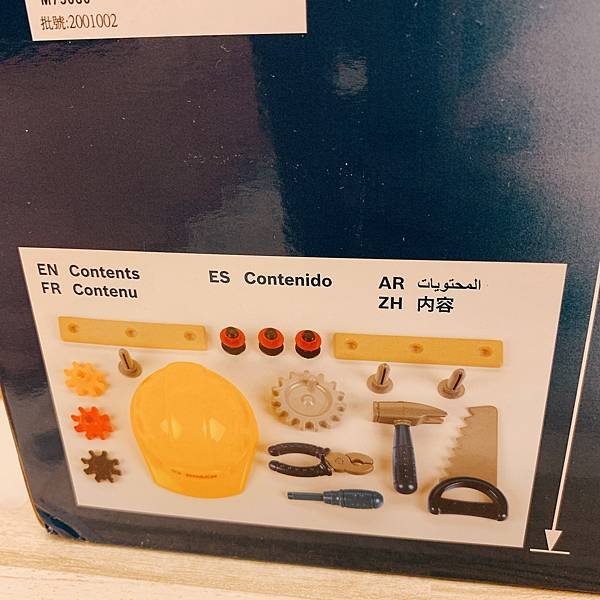 批號:2001002
EN Contents
FR Contenu
ES Contenido
AR المحتويات
ZH 内容